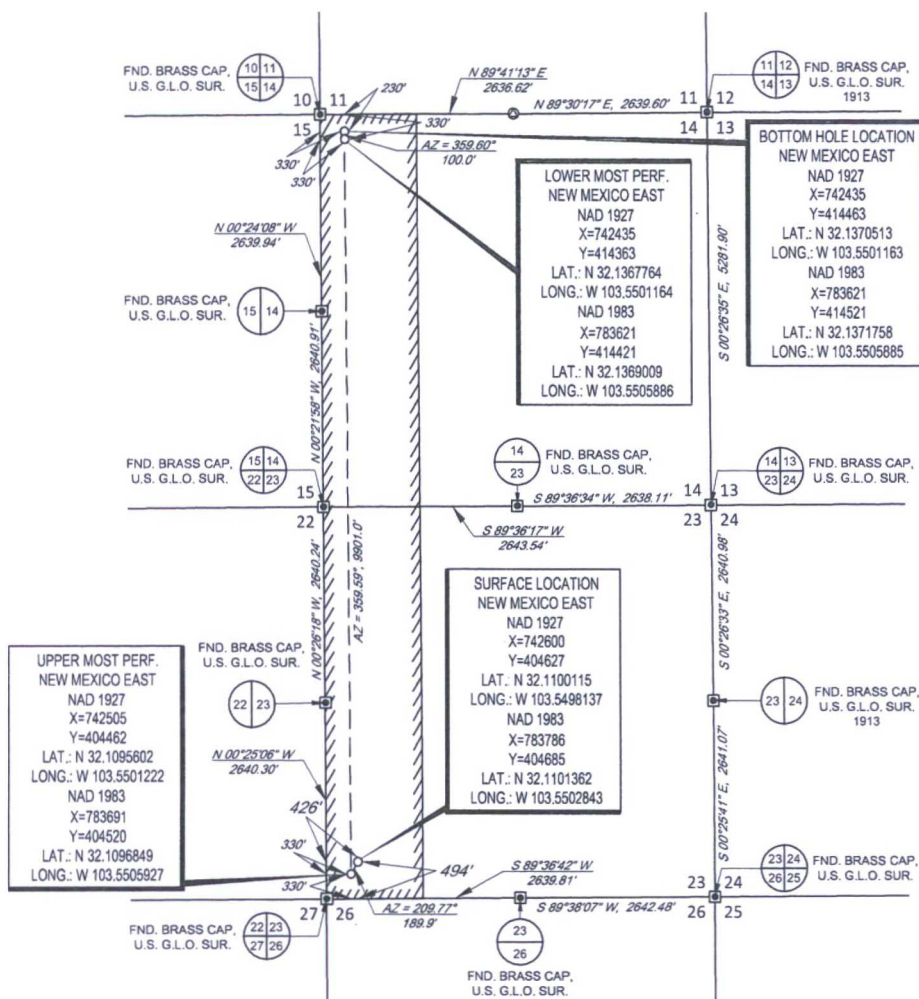 FND. BRASS CAP,
U.S. G.L.O. SUR.
10 11
15 14
10 11
15
230'
N 89°41'13" E
2636.62'
N 89°30'17" E, 2639.60'
11 12
14 13
FND. BRASS CAP,
U.S. G.L.O. SUR.
1913
11 12
14 13
330'
AZ = 359.60°
100.0'
330'
330'
BOTTOM HOLE LOCATION
NEW MEXICO EAST
NAD 1927
X=742435
Y=414463
LAT.: N 32.1370513
LONG.: W 103.5501163
NAD 1983
X=783621
Y=414521
LAT.: N 32.1371758
LONG.: W 103.5505885
LOWER MOST PERF.
NEW MEXICO EAST
NAD 1927
X=742435
Y=414363
LAT.: N 32.1367764
LONG.: W 103.5501164
NAD 1983
X=783621
Y=414421
LAT.: N 32.1369009
LONG.: W 103.5505886
N 00°24'08" W
2639.94'
S 00°26'35" E, 5281.90'
FND. BRASS CAP,
U.S. G.L.O. SUR.
15 14
N 00°21'58" W, 2640.91'
FND. BRASS CAP,
U.S. G.L.O. SUR.
15 14
22 23
15
22
14
23
FND. BRASS CAP,
U.S. G.L.O. SUR.
S 89°36'34" W, 2638.11'
S 89°36'17" W
2643.54'
14 13
23 24
14 13
23 24
FND. BRASS CAP,
U.S. G.L.O. SUR.
N 00°26'18" W, 2640.24'
AZ = 359.59°, 9901.0'
S 00°26'33" E, 2640.98'
SURFACE LOCATION
NEW MEXICO EAST
NAD 1927
X=742600
Y=404627
LAT.: N 32.1100115
LONG.: W 103.5498137
NAD 1983
X=783786
Y=404685
LAT.: N 32.1101362
LONG.: W 103.5502843
UPPER MOST PERF.
NEW MEXICO EAST
NAD 1927
X=742505
Y=404462
LAT.: N 32.1095602
LONG.: W 103.5501222
NAD 1983
X=783691
Y=404520
LAT.: N 32.1096849
LONG.: W 103.5505927
FND. BRASS CAP,
U.S. G.L.O. SUR.
22 23
23 24
FND. BRASS CAP,
U.S. G.L.O. SUR.
1913
N 00°25'06" W
2640.30'
S 00°25'41" E, 2641.07'
426'
330'
330'
494'
S 89°36'42" W
2639.81'
27 26
AZ = 209.77°
189.9'
S 89°38'07" W, 2642.48'
23 24
26 25
23 24
26 25
FND. BRASS CAP,
U.S. G.L.O. SUR.
FND. BRASS CAP,
U.S. G.L.O. SUR.
22 23
27 26
23
26
FND. BRASS CAP,
U.S. G.L.O. SUR.